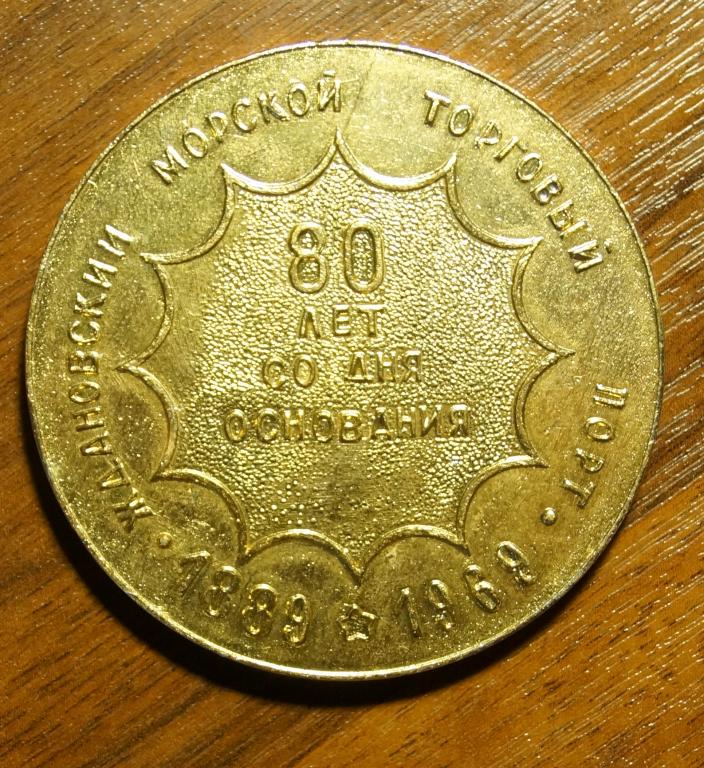 ЖДАНОВСКИЙ МОРСКОЙ ТОРГОВЫЙ ПОРТ
80
ЛЕТ
СО ДНЯ
ОСНОВАНИЯ
· 1889 ☆ 1969 ·